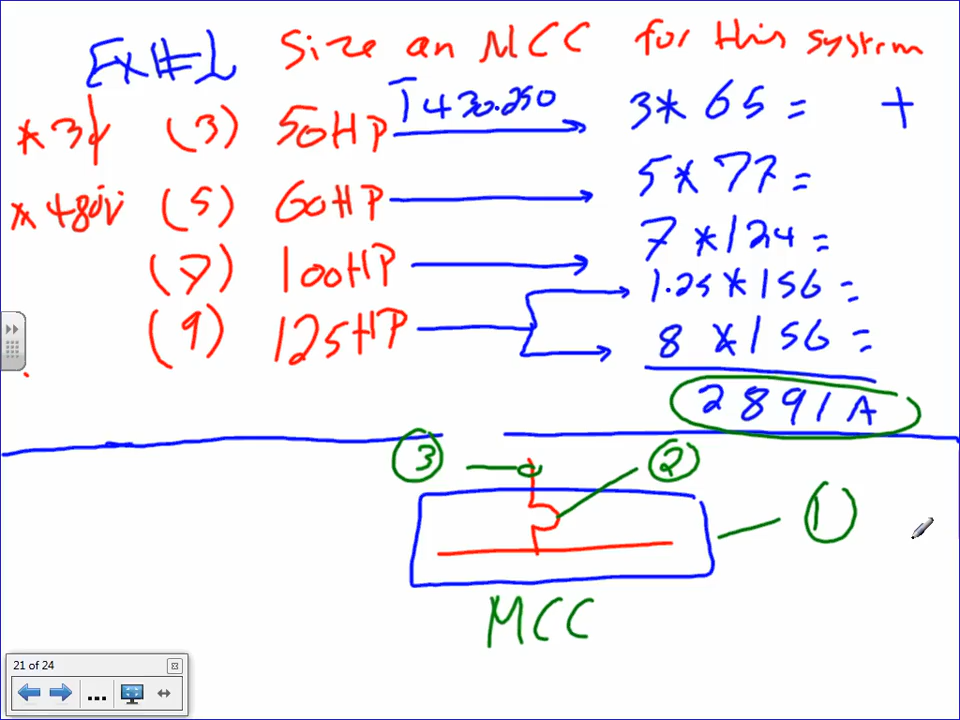 EX#1 Size an MCC for this system
*3ɸ (3) 50HP T430.250 3* 65 = +
*480V (5) 60HP 5*77=
(7) 100HP 7*124=
1.25*156=
(9) 125HP 8*156=
2891A
3 2
1
MCC
21 of 24